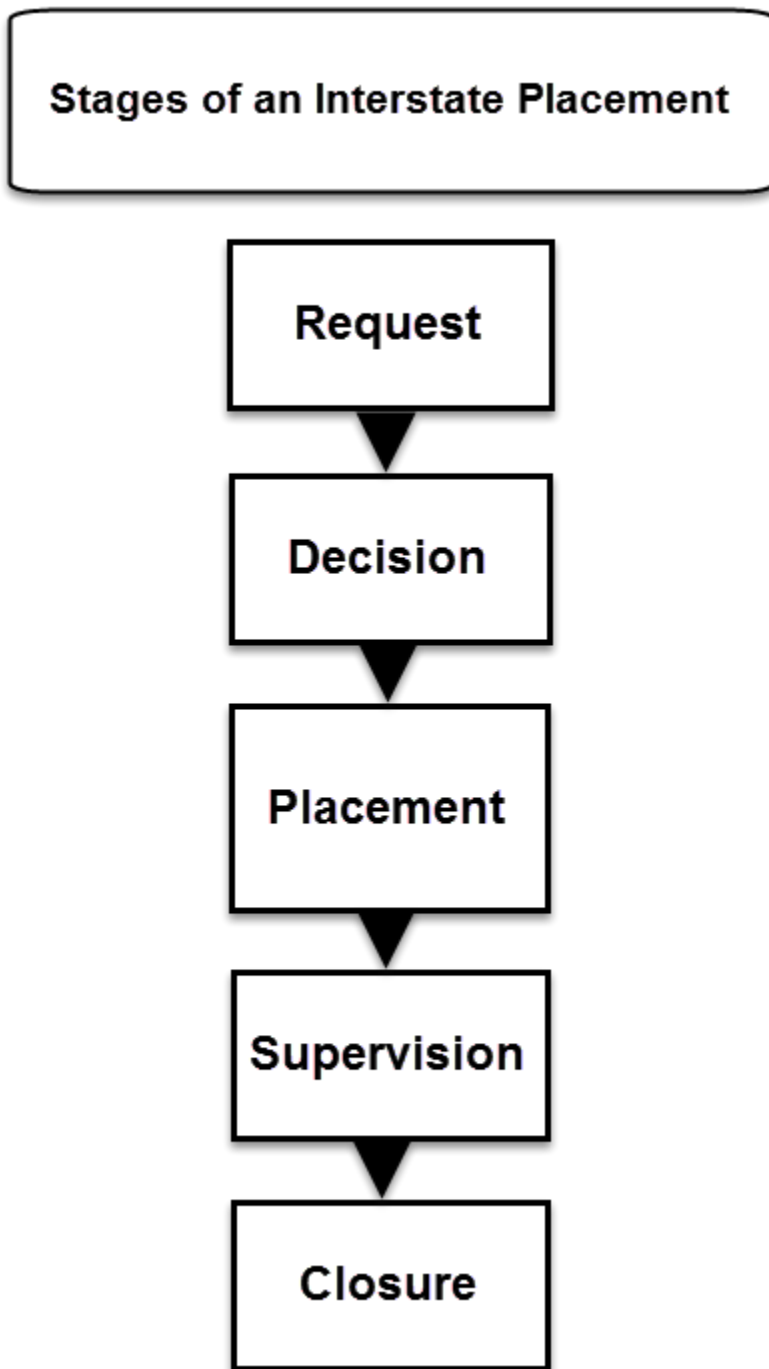 Stages of an Interstate Placement
Request
Decision
Placement
Supervision
Closure